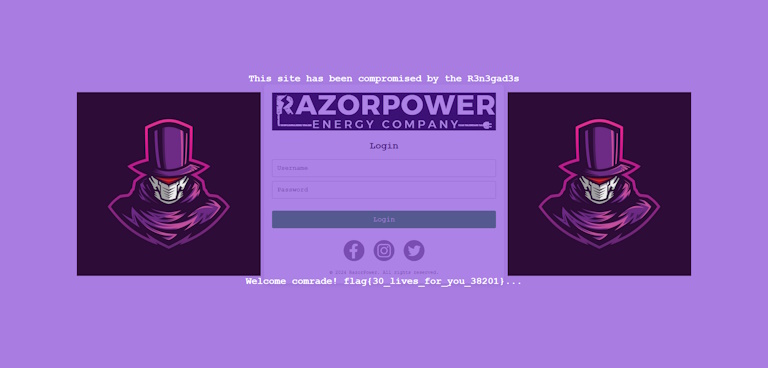 This site has been compromised by the R3n3gad3s
RAZORPOWER
ENERGY COMPANY
Login
Username
Password
Login
© 2024 RazorPower. All rights reserved.
Welcome comrade! flag{30_lives_for_you_38201}...